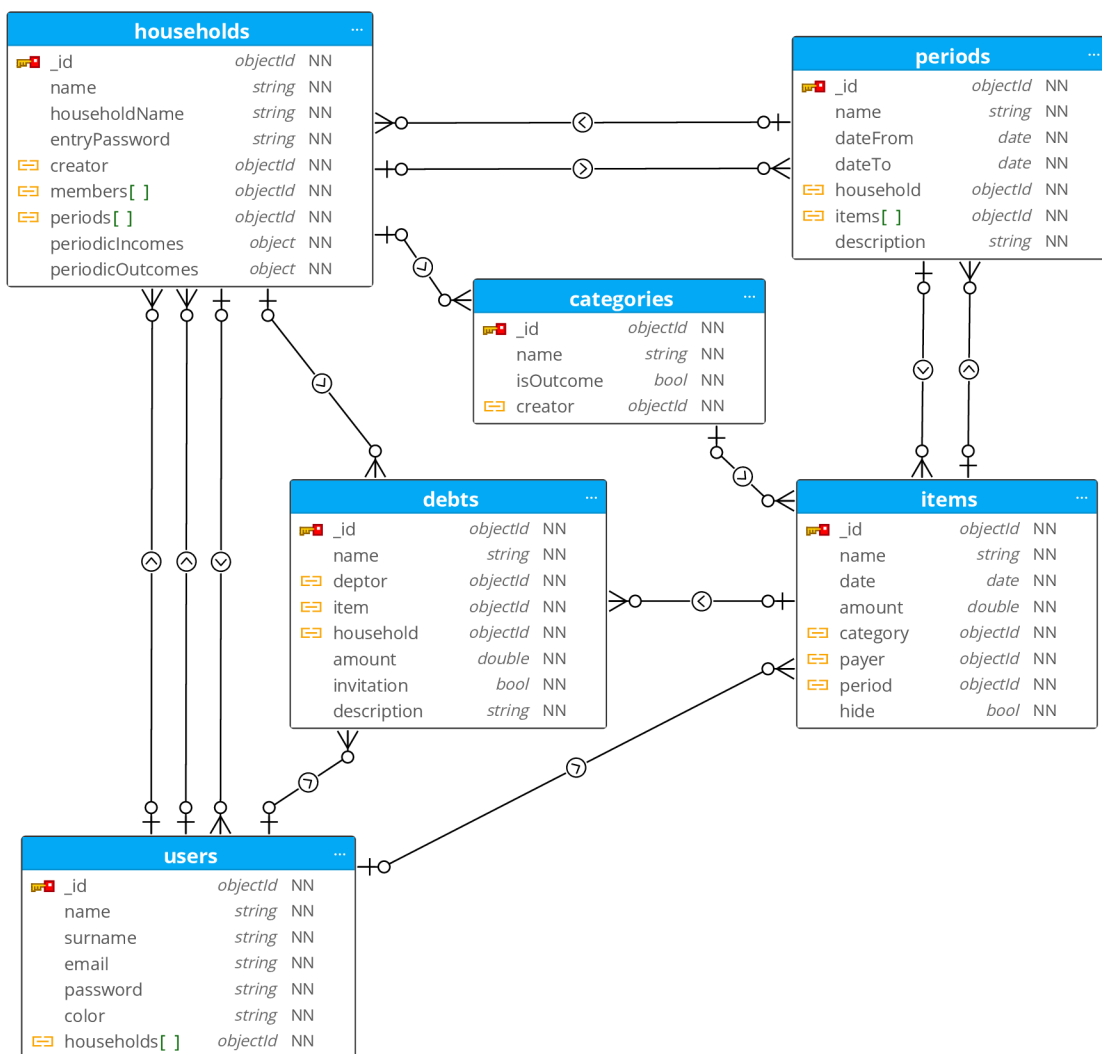 households ...
_id objectId NN
name string NN
householdName string NN
entryPassword string NN
creator objectId NN
members[ ] objectId NN
periods[ ] objectId NN
periodicIncomes object NN
periodicOutcomes object NN
periods ...
_id objectId NN
name string NN
dateFrom date NN
dateTo date NN
household objectId NN
items[ ] objectId NN
description string NN
categories ...
_id objectId NN
name string NN
isOutcome bool NN
creator objectId NN
debts ...
_id objectId NN
name string NN
deptor objectId NN
item objectId NN
household objectId NN
amount double NN
invitation bool NN
description string NN
items ...
_id objectId NN
name string NN
date date NN
amount double NN
category objectId NN
payer objectId NN
period objectId NN
hide bool NN
users ...
_id objectId NN
name string NN
surname string NN
email string NN
password string NN
color string NN
households[ ] objectId NN